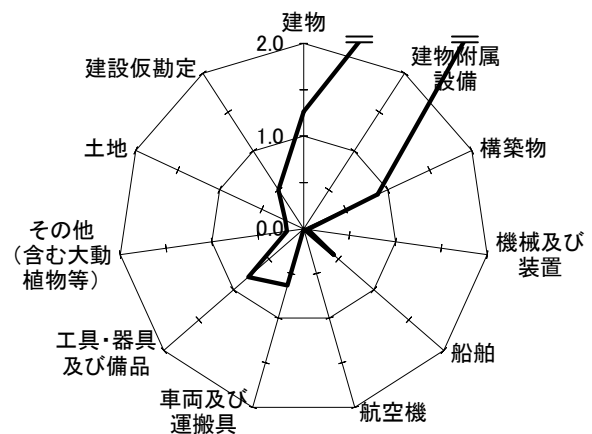 建物
2.0
建物附属
設備
建設仮勘定
1.0
土地
構築物
0.0
その他
（含む大動
植物等）
機械及び
装置
工具・器具
及び備品
船舶
車両及び
運搬具
航空機